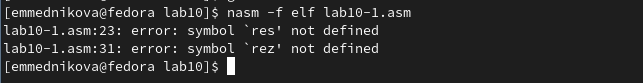 [emmednikova@fedora lab10]$ nasm -f elf lab10-1.asm
lab10-1.asm:23: error: symbol `res' not defined
lab10-1.asm:31: error: symbol `rez' not defined
[emmednikova@fedora lab10]$